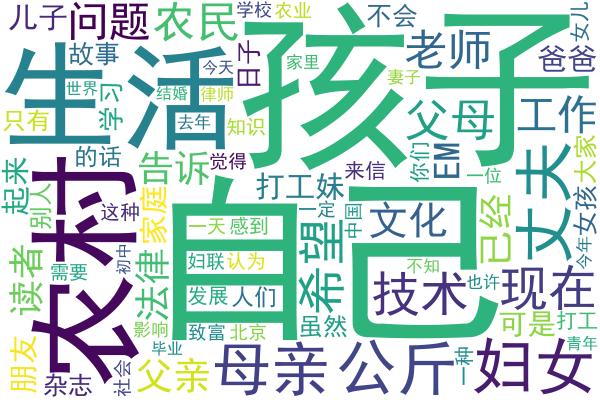 儿子
问题
学校
农业
农民
不会
女儿
生活
故事
今天
日子
孩子
家里
老师
妻子
爸爸
世界
结婚
律师
只有
学习
去年
知识
父母
工作
的话
告诉
觉得
来信
你们
EM
一位
丈夫
大家
起来
别人
农村
这种
家庭
打工妹
一定
中国
文化
已经
女孩
今年
自己
一天
感到
希望
读者
需要
初中
法律
妇联
认为
不知
发展
人们
技术
也许
现在
影响
致富
北京
虽然
可是
打工
朋友
杂志
社会
毕业
父亲
母亲
公斤
一种
妇女
青年